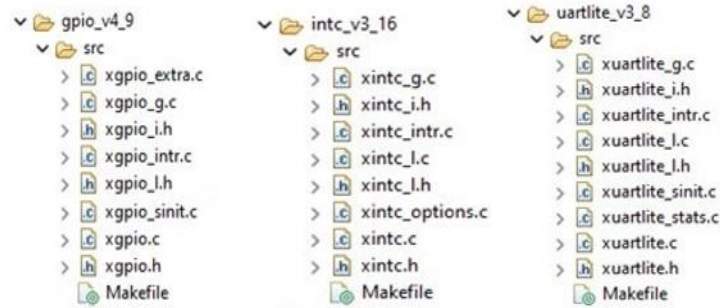 gpio_v4_9
src
.c xgpio_extra.c
.c xgpio_g.c
.h xgpio_i.h
.c xgpio_intr.c
.h xgpio_l.h
.c xgpio_sinit.c
.c xgpio.c
.h xgpio.h
Makefile
intc_v3_16
src
.c xintc_g.c
.h xintc_i.h
.c xintc_intr.c
.c xintc_l.c
.h xintc_l.h
.c xintc_options.c
.c xintc.c
.h xintc.h
Makefile
uartlite_v3_8
src
.c xuartlite_g.c
.h xuartlite_i.h
.c xuartlite_intr.c
.c xuartlite_l.c
.h xuartlite_l.h
.c xuartlite_sinit.c
.c xuartlite_stats.c
.c xuartlite.c
.h xuartlite.h
Makefile